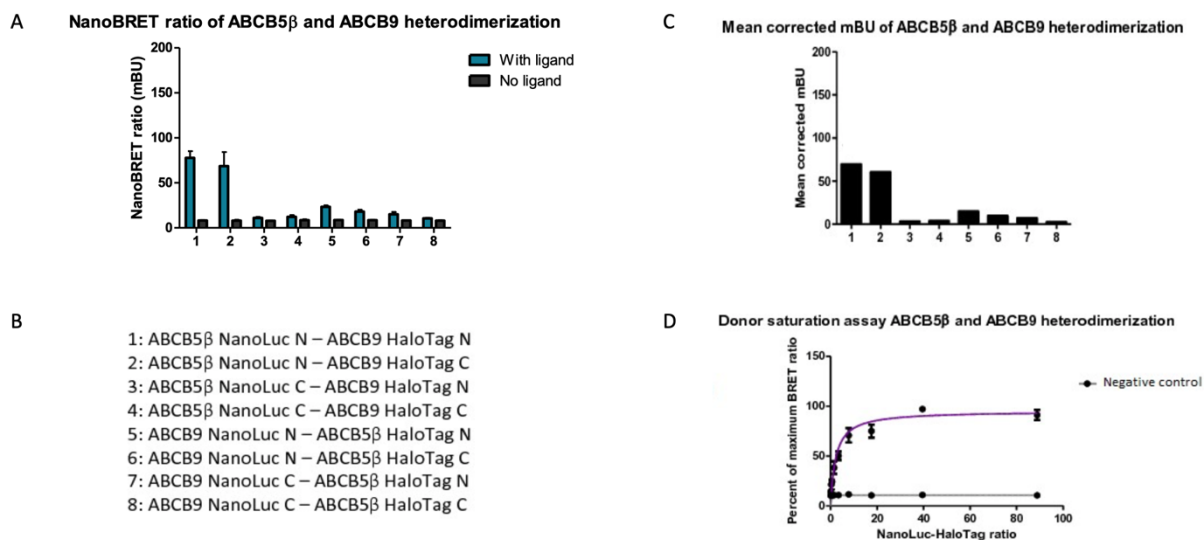 A
NanoBRET ratio of ABCB5β and ABCB9 heterodimerization
NanoBRET ratio (mBU)
200
150
100
50
0
1 2 3 4 5 6 7 8
With ligand
No ligand
B
1: ABCB5β NanoLuc N – ABCB9 HaloTag N
2: ABCB5β NanoLuc N – ABCB9 HaloTag C
3: ABCB5β NanoLuc C – ABCB9 HaloTag N
4: ABCB5β NanoLuc C – ABCB9 HaloTag C
5: ABCB9 NanoLuc N – ABCB5β HaloTag N
6: ABCB9 NanoLuc N – ABCB5β HaloTag C
7: ABCB9 NanoLuc C – ABCB5β HaloTag N
8: ABCB9 NanoLuc C – ABCB5β HaloTag C
C
Mean corrected mBU of ABCB5β and ABCB9 heterodimerization
Mean corrected mBU
200
150
100
50
0
1 2 3 4 5 6 7 8
D
Donor saturation assay ABCB5β and ABCB9 heterodimerization
Percent of maximum BRET ratio
150
100
50
0
0 20 40 60 80 100
NanoLuc-HaloTag ratio
Negative control